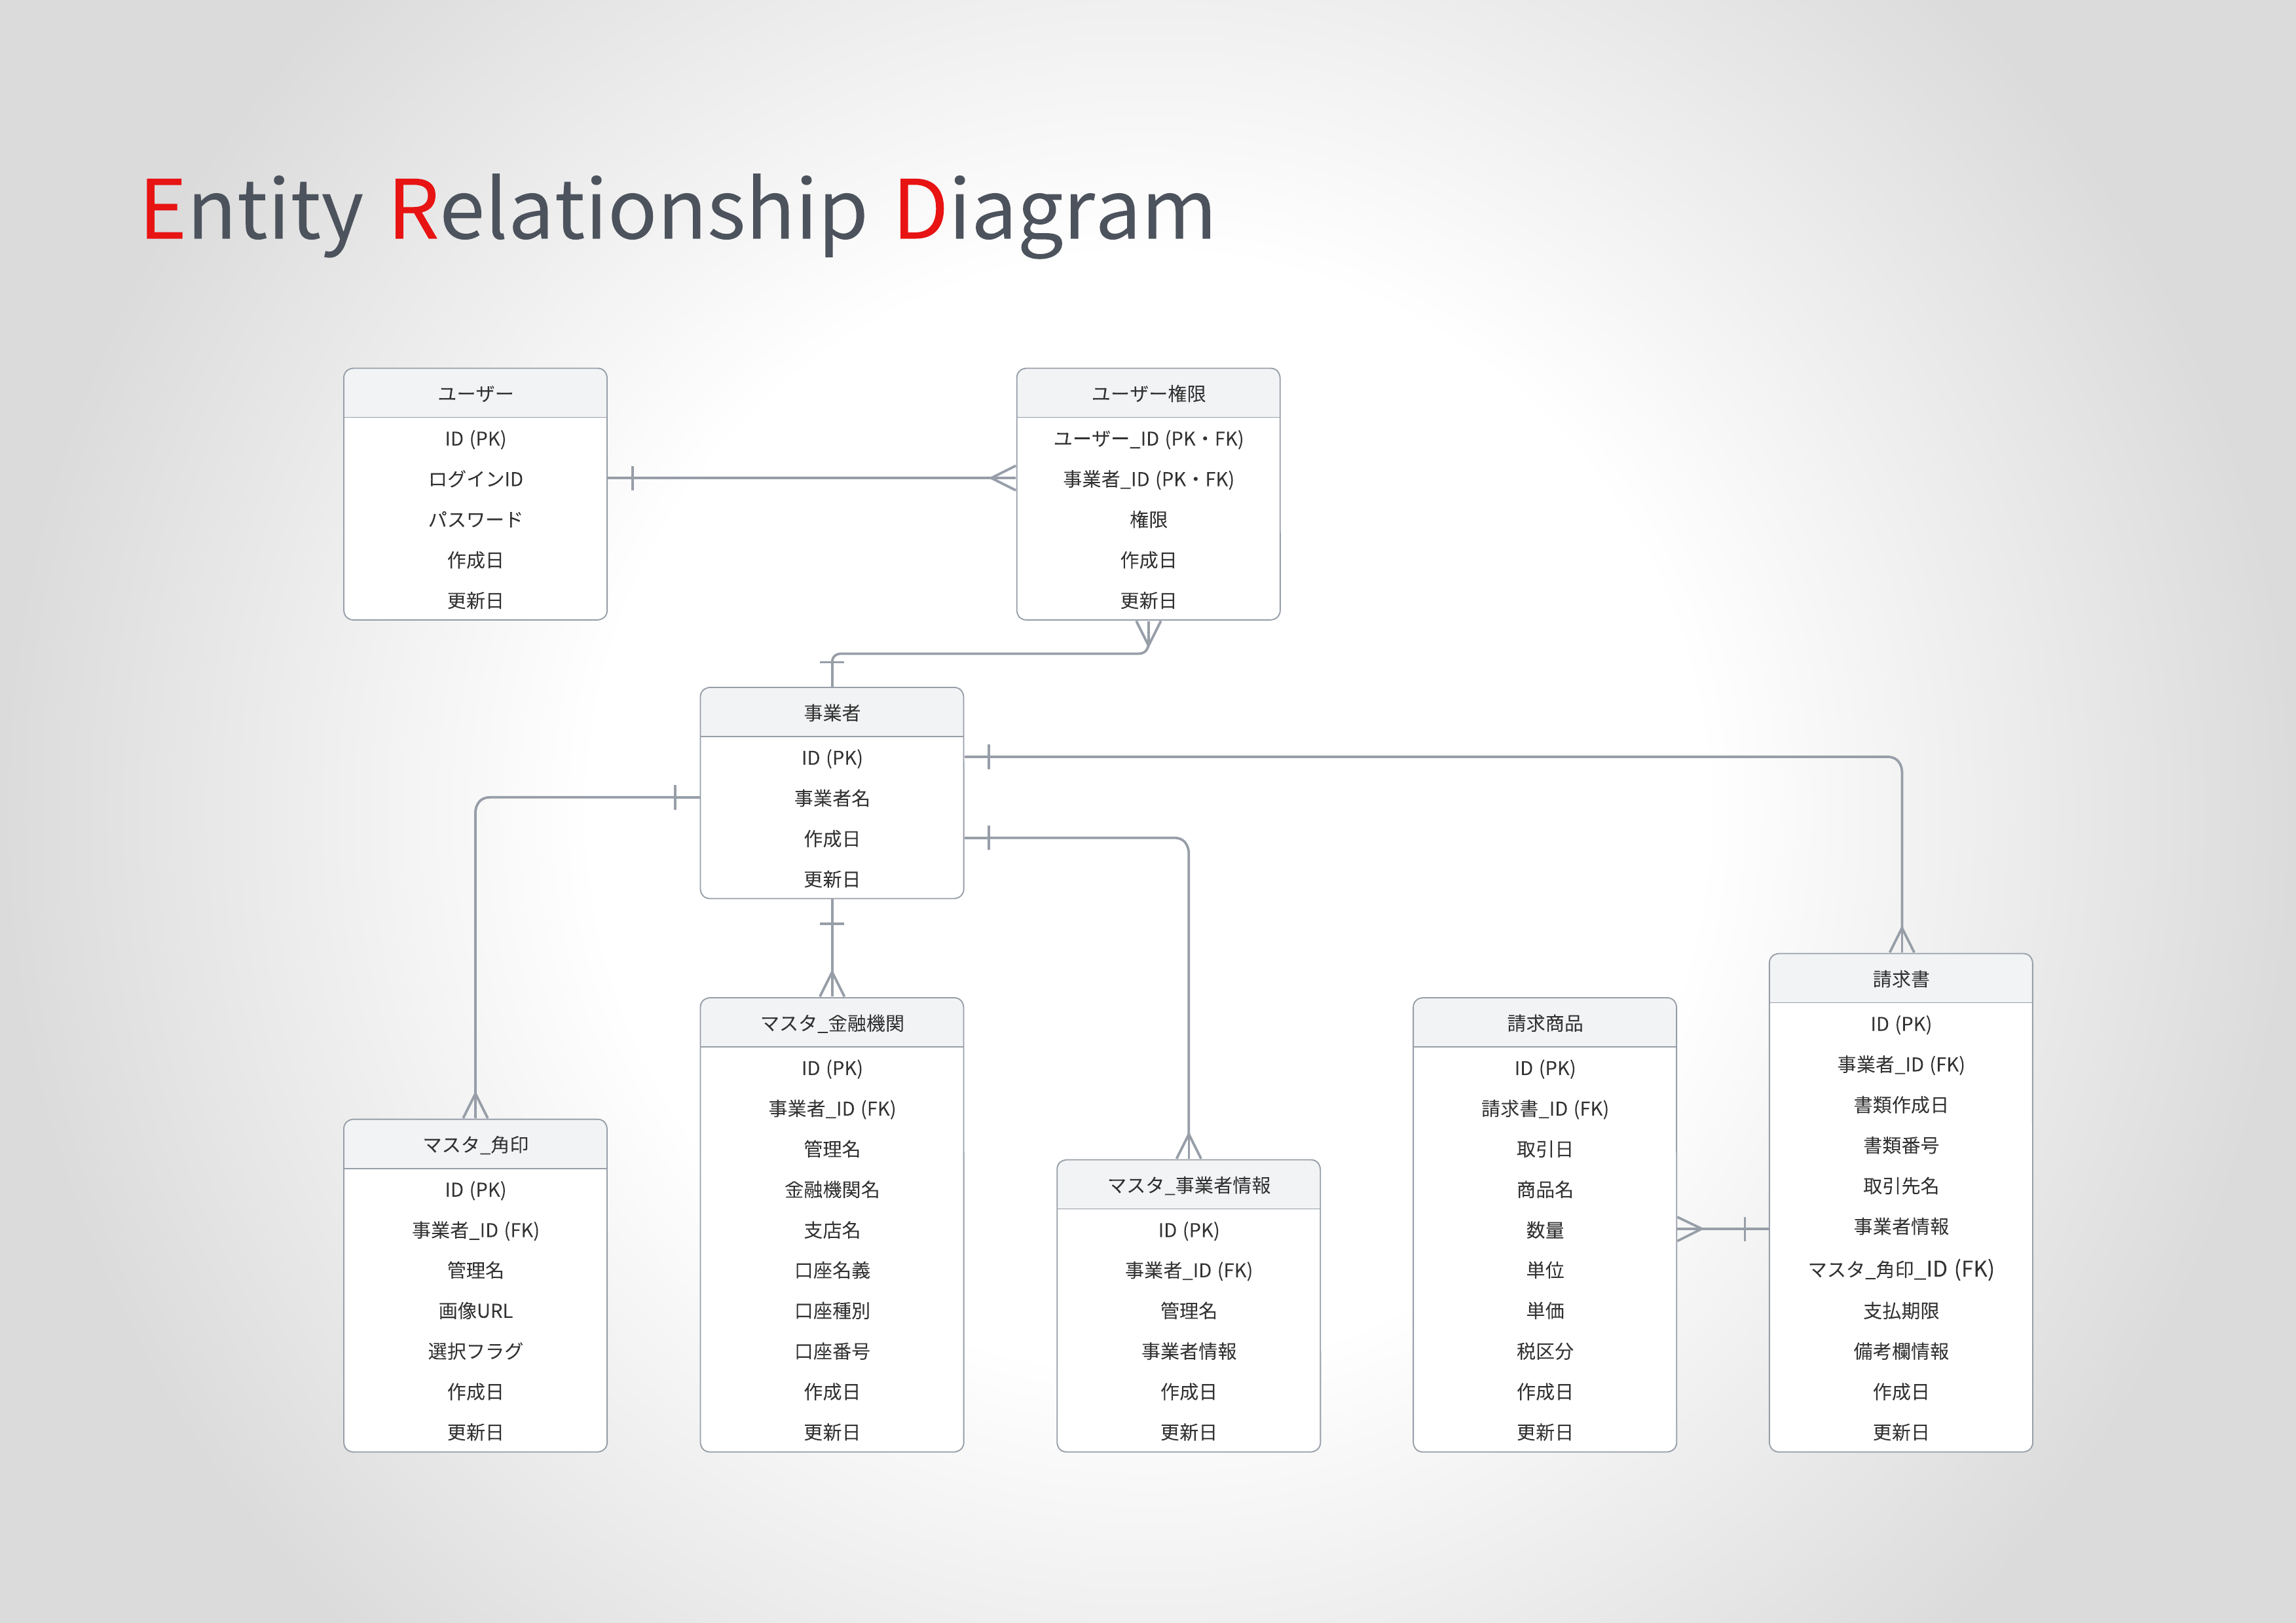 Entity Relationship Diagram
ユーザー
ID (PK)
ログインID
パスワード
作成日
更新日
ユーザー権限
ユーザー_ID (PK・FK)
事業者_ID (PK・FK)
権限
作成日
更新日
事業者
ID (PK)
事業者名
作成日
更新日
マスタ_角印
ID (PK)
事業者_ID (FK)
管理名
画像URL
選択フラグ
作成日
更新日
マスタ_金融機関
ID (PK)
事業者_ID (FK)
管理名
金融機関名
支店名
口座名義
口座種別
口座番号
作成日
更新日
マスタ_事業者情報
ID (PK)
事業者_ID (FK)
管理名
事業者情報
作成日
更新日
請求商品
ID (PK)
請求書_ID (FK)
取引日
商品名
数量
単位
単価
税区分
作成日
更新日
請求書
ID (PK)
事業者_ID (FK)
書類作成日
書類番号
取引先名
事業者情報
マスタ_角印_ID (FK)
支払期限
備考欄情報
作成日
更新日